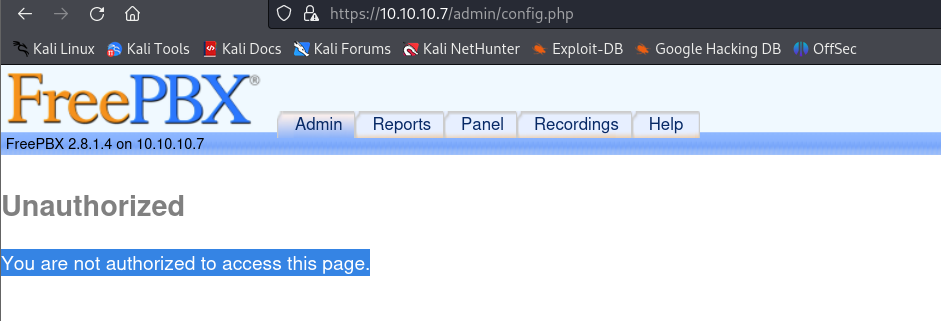 https://10.10.10.7/admin/config.php
Kali Linux Kali Tools Kali Docs Kali Forums Kali NetHunter Exploit-DB Google Hacking DB OffSec
FreePBX®
Admin Reports Panel Recordings Help
FreePBX 2.8.1.4 on 10.10.10.7
Unauthorized
You are not authorized to access this page.